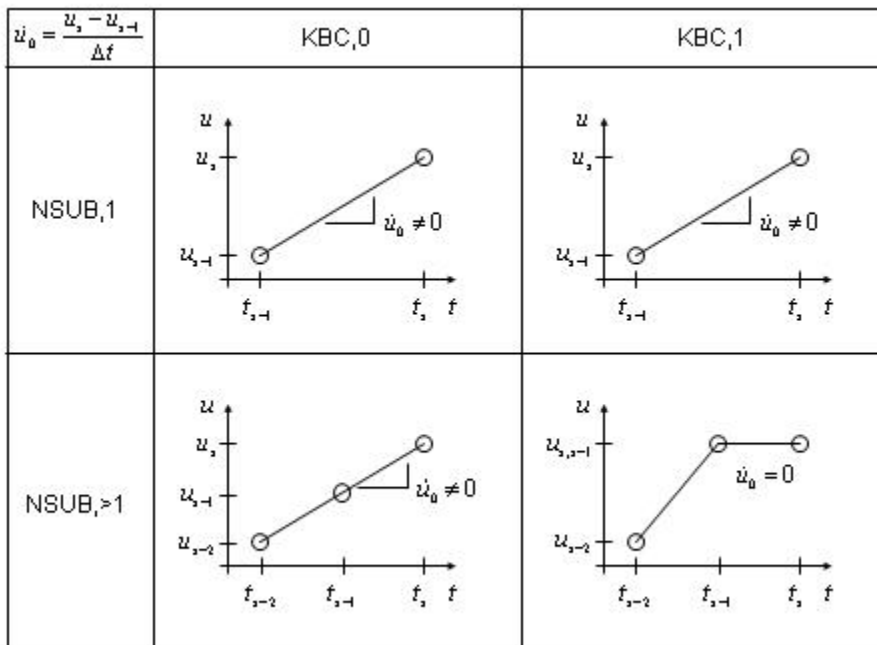 u̇₀ = (uₛ − uₛ₋₁) / Δt
KBC,0
KBC,1
NSUB,1
u
uₛ
uₛ₋₁
u̇₀ ≠ 0
tₛ₋₁
tₛ
t
u
uₛ
uₛ₋₁
u̇₀ ≠ 0
tₛ₋₁
tₛ
t
NSUB,>1
u
uₛ
uₛ₋₁
uₛ₋₂
u̇₀ ≠ 0
tₛ₋₂
tₛ₋₁
tₛ
t
u
uₛ,ₛ₋₁
uₛ₋₂
u̇₀ = 0
tₛ₋₂
tₛ₋₁
tₛ
t